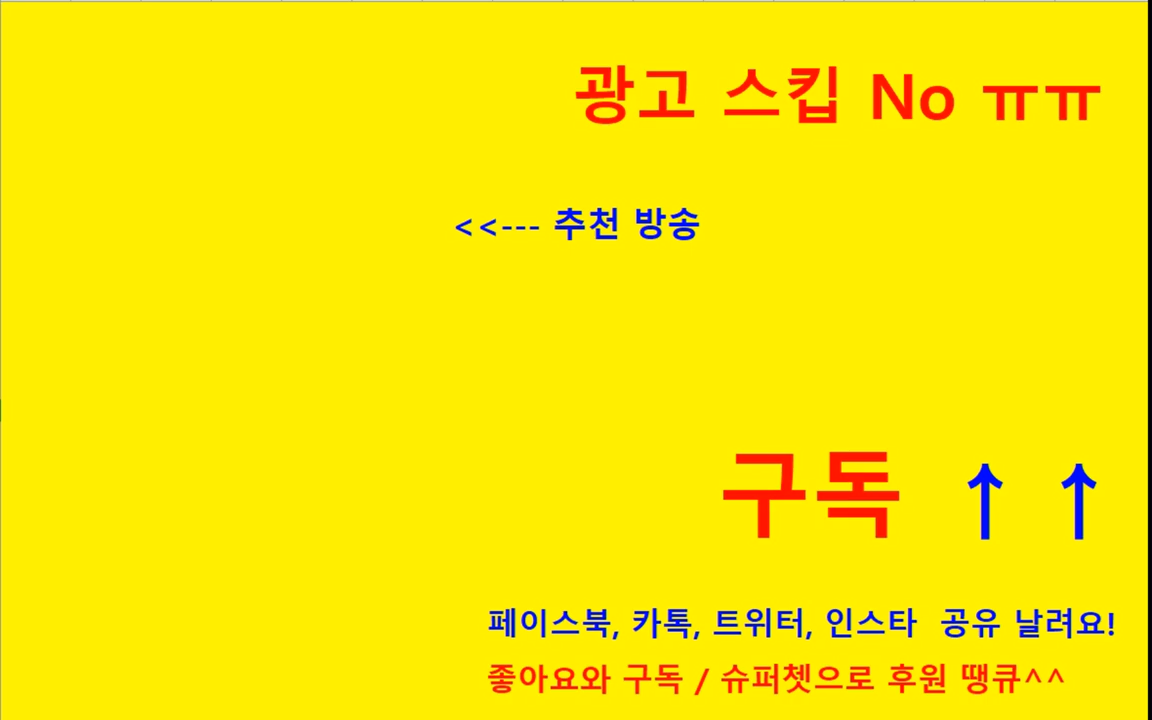 광고 스킵 No ㅠㅠ
<<--- 추천 방송
구독 ↑ ↑
페이스북, 카톡, 트위터, 인스타 공유 날려요!
좋아요와 구독 / 슈퍼쳇으로 후원 땡큐^^